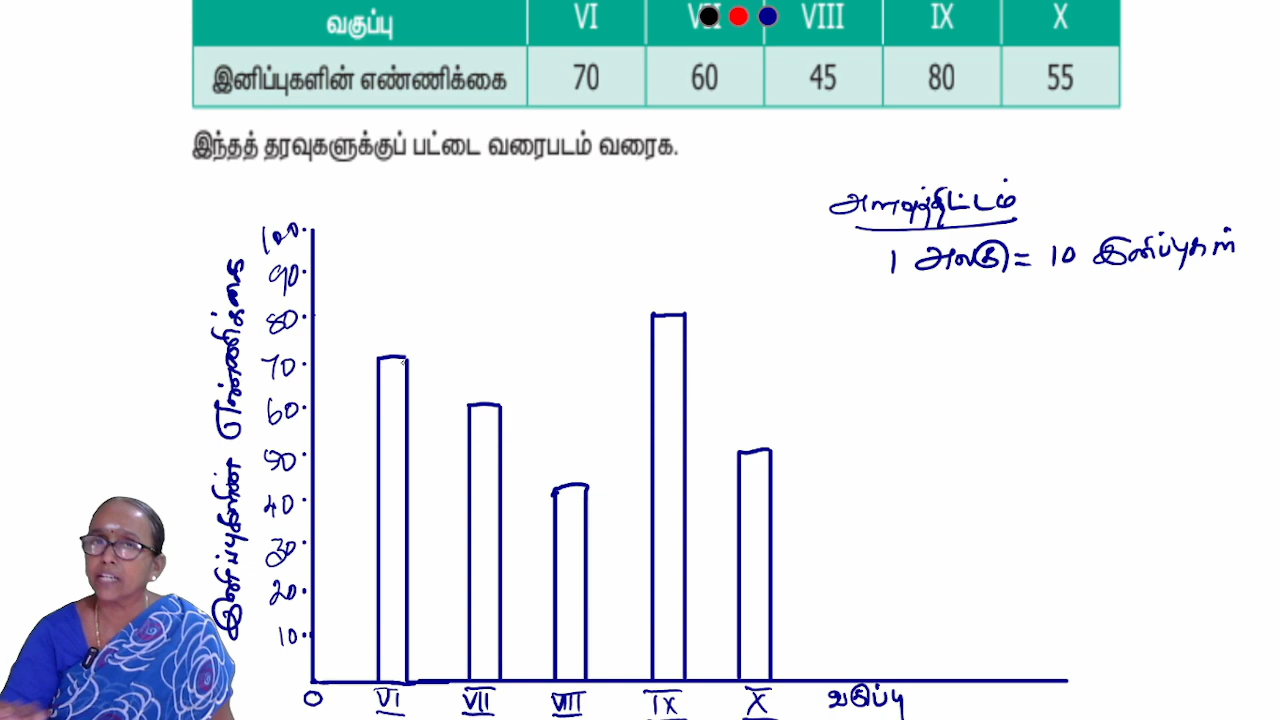 வகுப்பு VI VII VIII IX X
இனிப்புகளின் எண்ணிக்கை 70 60 45 80 55
இந்தத் தரவுகளுக்குப் பட்டை வரைபடம் வரைக.
அளவுத்திட்டம்
1 அலகு = 10 இனிப்புகள்
இனிப்புகளின் எண்ணிக்கை
100
90
80
70
60
50
40
30
20
10
0 VI VII VIII IX X வகுப்பு